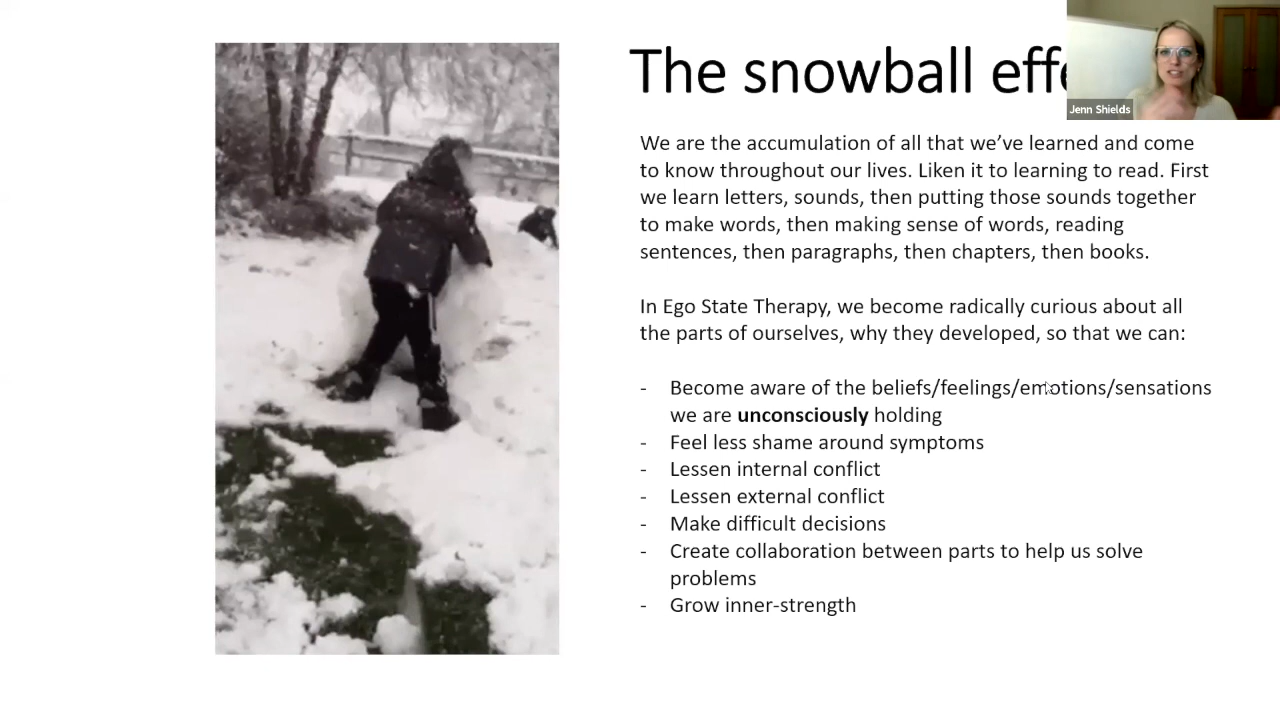 The snowball effe
Jenn Shields
We are the accumulation of all that we’ve learned and come
to know throughout our lives. Liken it to learning to read. First
we learn letters, sounds, then putting those sounds together
to make words, then making sense of words, reading
sentences, then paragraphs, then chapters, then books.
In Ego State Therapy, we become radically curious about all
the parts of ourselves, why they developed, so that we can:
- Become aware of the beliefs/feelings/emotions/sensations
we are unconsciously holding
- Feel less shame around symptoms
- Lessen internal conflict
- Lessen external conflict
- Make difficult decisions
- Create collaboration between parts to help us solve
problems
- Grow inner-strength